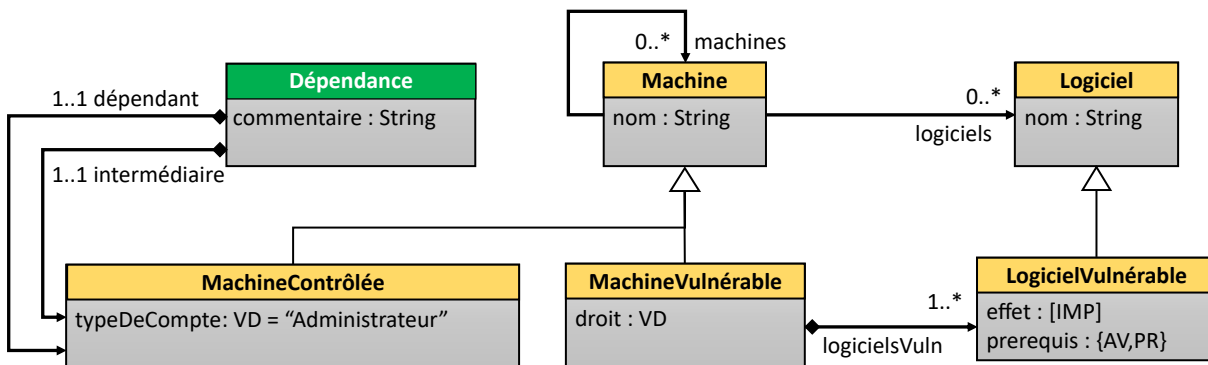 0..* machines
Dépendance
Machine
Logiciel
1..1 dépendant
commentaire : String
nom : String
0..*
nom : String
logiciels
1..1 intermédiaire
MachineContrôlée
MachineVulnérable
LogicielVulnérable
typeDeCompte: VD = “Administrateur”
droit : VD
1..*
effet : [IMP]
logicielsVuln
prerequis : {AV,PR}